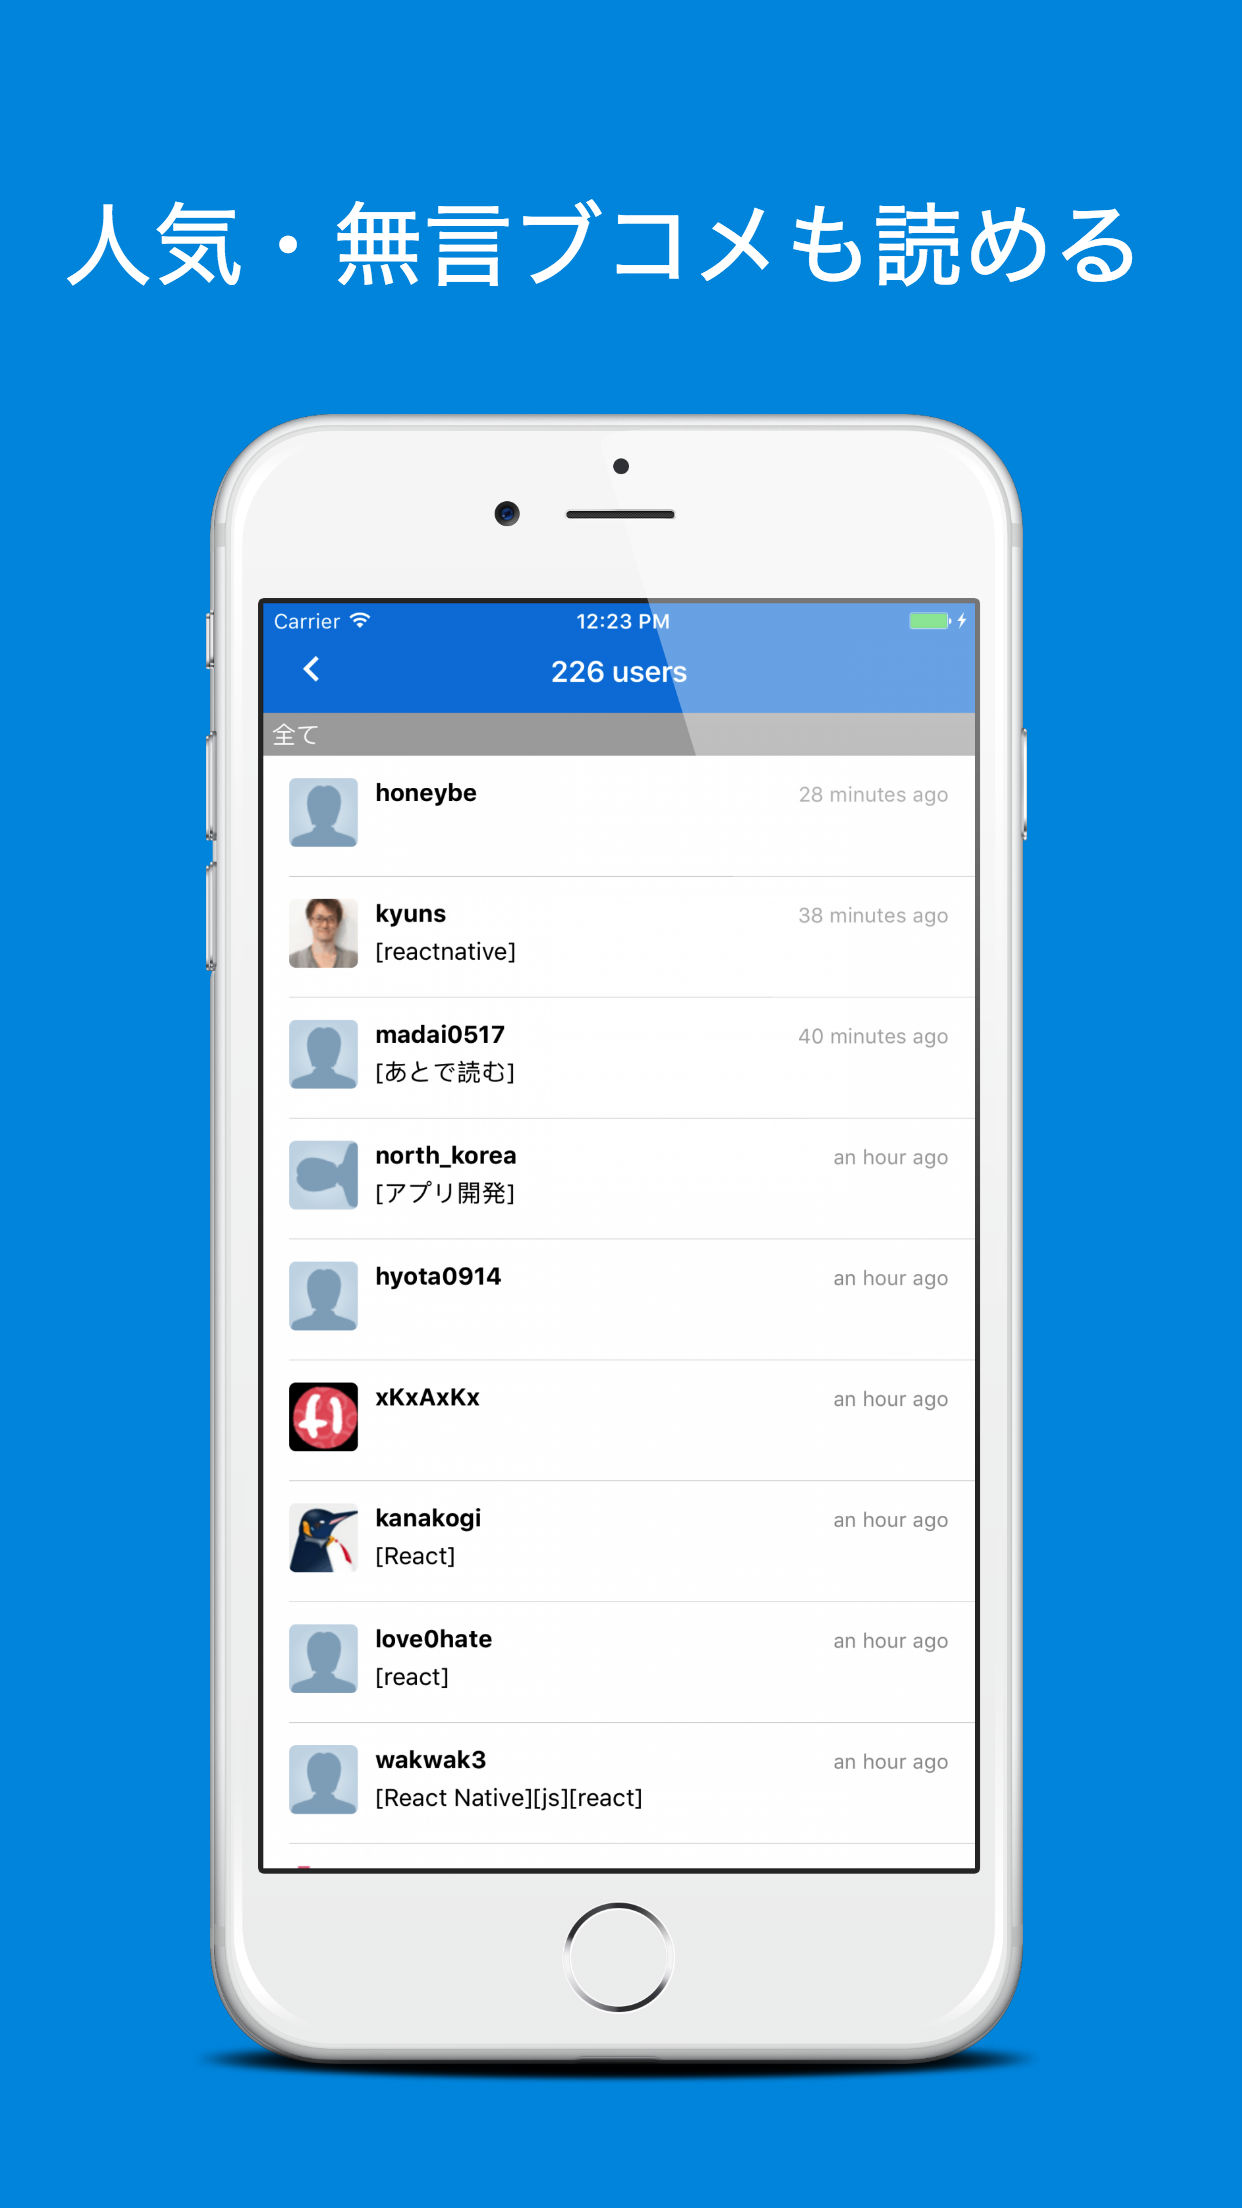 人気・無言ブコメも読める
Carrier 12:23 PM
226 users
全て
honeybe 28 minutes ago
kyuns 38 minutes ago
[reactnative]
madai0517 40 minutes ago
[あとで読む]
north_korea an hour ago
[アプリ開発]
hyota0914 an hour ago
xKxAxKx an hour ago
kanakogi an hour ago
[React]
love0hate an hour ago
[react]
wakwak3 an hour ago
[React Native][js][react]